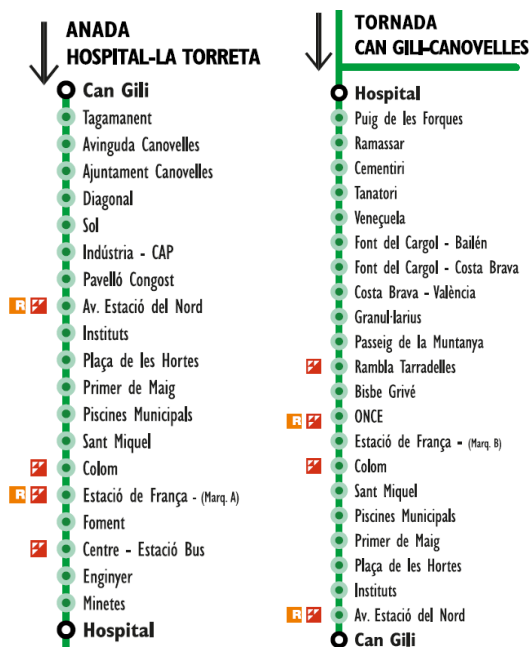 ANADA
HOSPITAL-LA TORRETA
Can Gili
Tagamanent
Avinguda Canovelles
Ajuntament Canovelles
Diagonal
Sol
Indústria - CAP
Pavelló Congost
R Av. Estació del Nord
Instituts
Plaça de les Hortes
Primer de Maig
Piscines Municipals
Sant Miquel
Colom
R Estació de França - (Marq. A)
Foment
Centre - Estació Bus
Enginyer
Minetes
Hospital
TORNADA
CAN GILI-CANOVELLES
Hospital
Puig de les Forques
Ramassar
Cementiri
Tanatori
Veneçuela
Font del Cargol - Bailén
Font del Cargol - Costa Brava
Costa Brava - València
Granul·larius
Passeig de la Muntanya
Rambla Tarradelles
Bisbe Grivé
R ONCE
Estació de França - (Marq. B)
Colom
Sant Miquel
Piscines Municipals
Primer de Maig
Plaça de les Hortes
Instituts
R Av. Estació del Nord
Can Gili